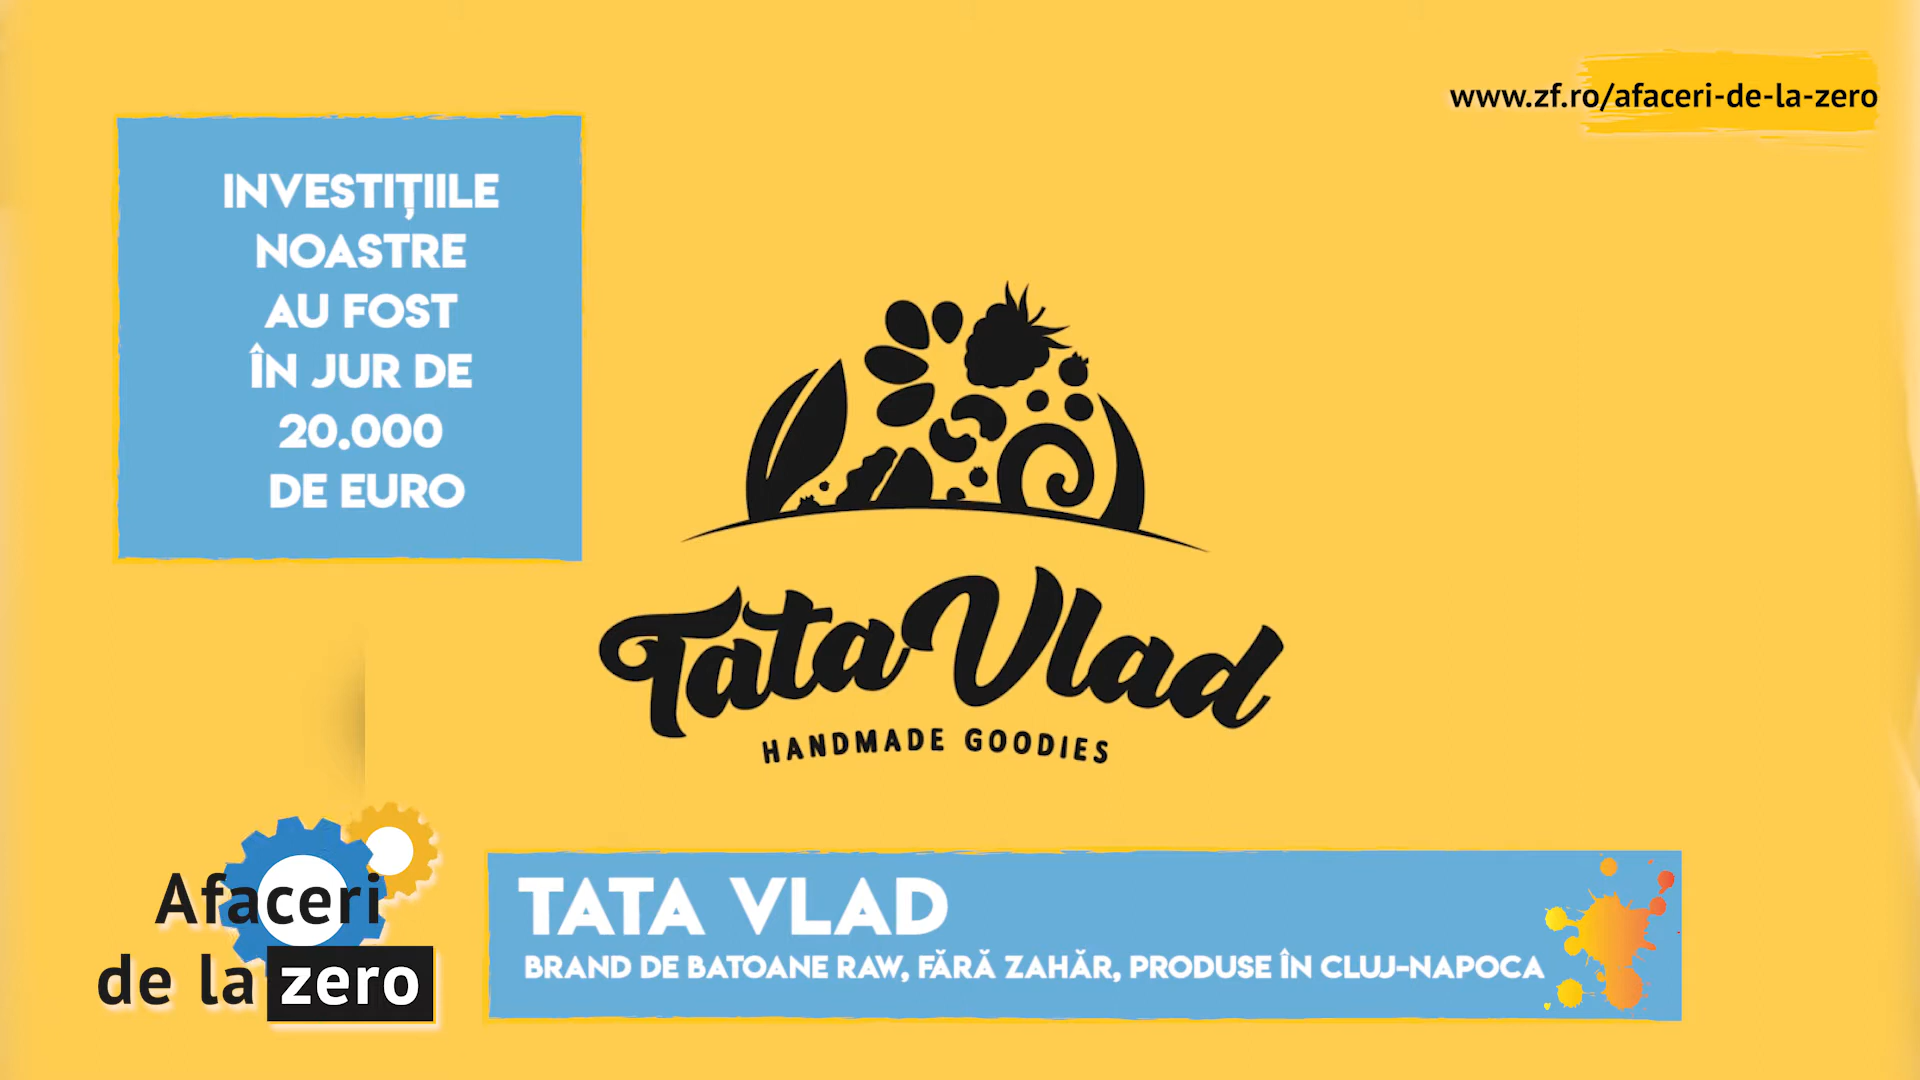 www.zf.ro/afaceri-de-la-zero
INVESTIȚIILE
NOASTRE
AU FOST
ÎN JUR DE
20.000
DE EURO
Tata Vlad
HANDMADE GOODIES
Afaceri
de la zero
TATA VLAD
BRAND DE BATOANE RAW, FĂRĂ ZAHĂR, PRODUSE ÎN CLUJ-NAPOCA